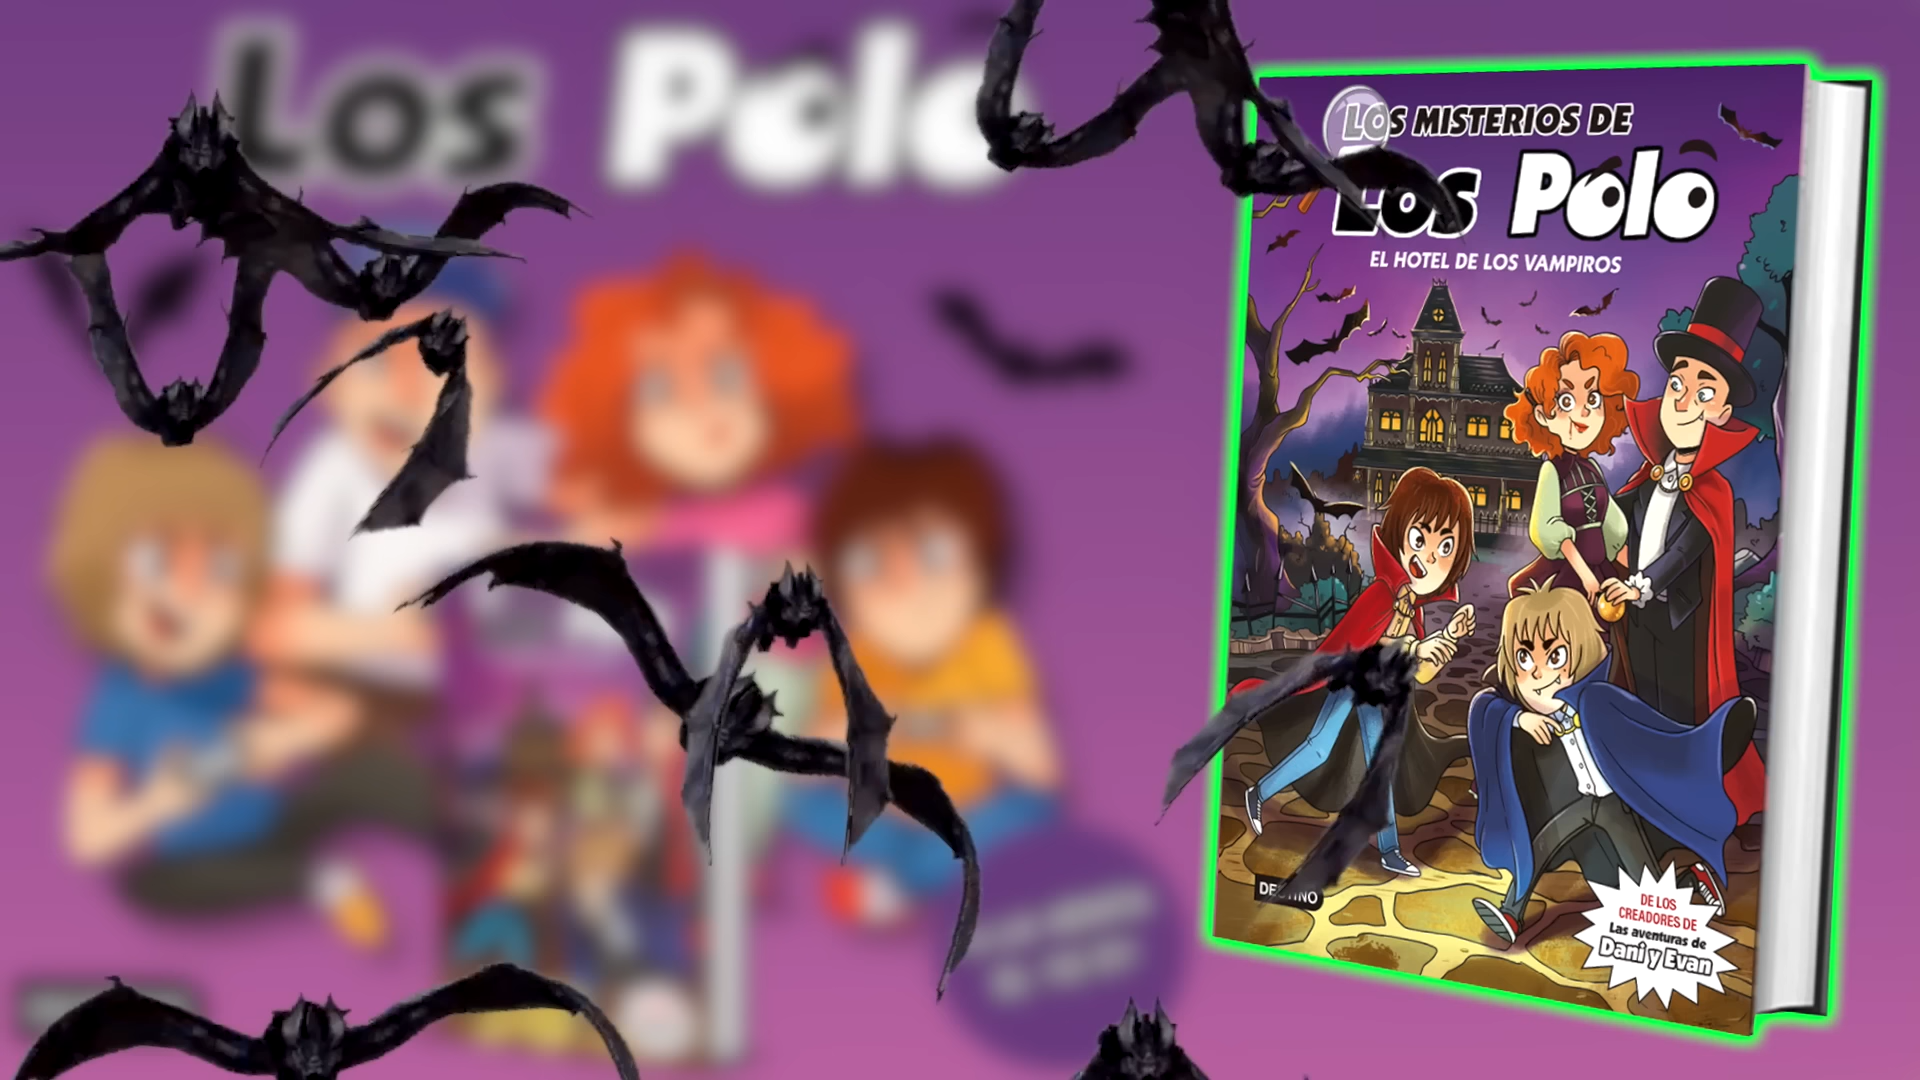 Los Polo
LOS MISTERIOS DE
Los Polo
EL HOTEL DE LOS VAMPIROS
DESTINO
DE LOS
CREADORES DE
Las aventuras de
Dani y Evan